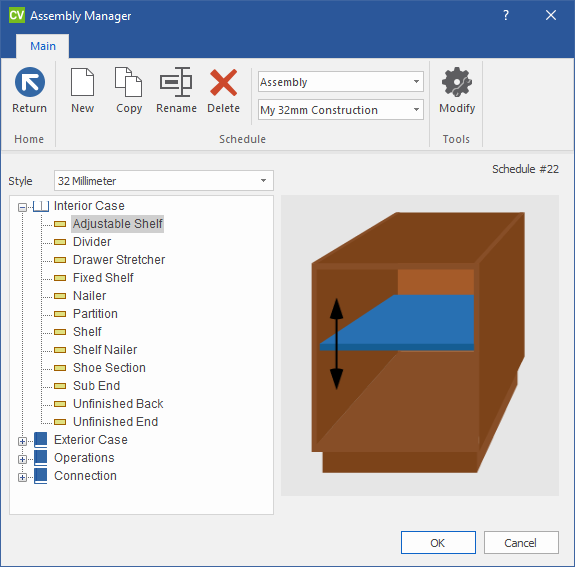 CV Assembly Manager ?
Main
Return New Copy Rename Delete Assembly Modify
My 32mm Construction
Home Schedule Tools
Schedule #22
Style 32 Millimeter
Interior Case
Adjustable Shelf
Divider
Drawer Stretcher
Fixed Shelf
Nailer
Partition
Shelf
Shelf Nailer
Shoe Section
Sub End
Unfinished Back
Unfinished End
Exterior Case
Operations
Connection
OK Cancel